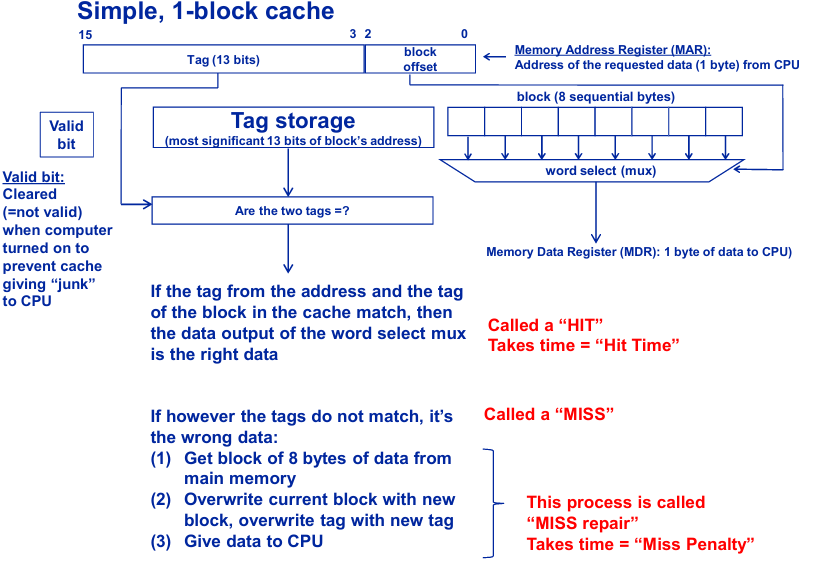 Simple, 1-block cache
15
3 2
0
Tag (13 bits)
block
offset
Memory Address Register (MAR):
Address of the requested data (1 byte) from CPU
block (8 sequential bytes)
Valid
bit
Tag storage
(most significant 13 bits of block's address)
word select (mux)
Valid bit:
Cleared
(=not valid)
when computer
turned on to
prevent cache
giving “junk”
to CPU
Are the two tags =?
Memory Data Register (MDR): 1 byte of data to CPU)
If the tag from the address and the tag
of the block in the cache match, then
the data output of the word select mux
is the right data
Called a “HIT”
Takes time = “Hit Time”
If however the tags do not match, it’s
the wrong data:
(1) Get block of 8 bytes of data from
main memory
(2) Overwrite current block with new
block, overwrite tag with new tag
(3) Give data to CPU
Called a “MISS”
This process is called
“MISS repair”
Takes time = “Miss Penalty”